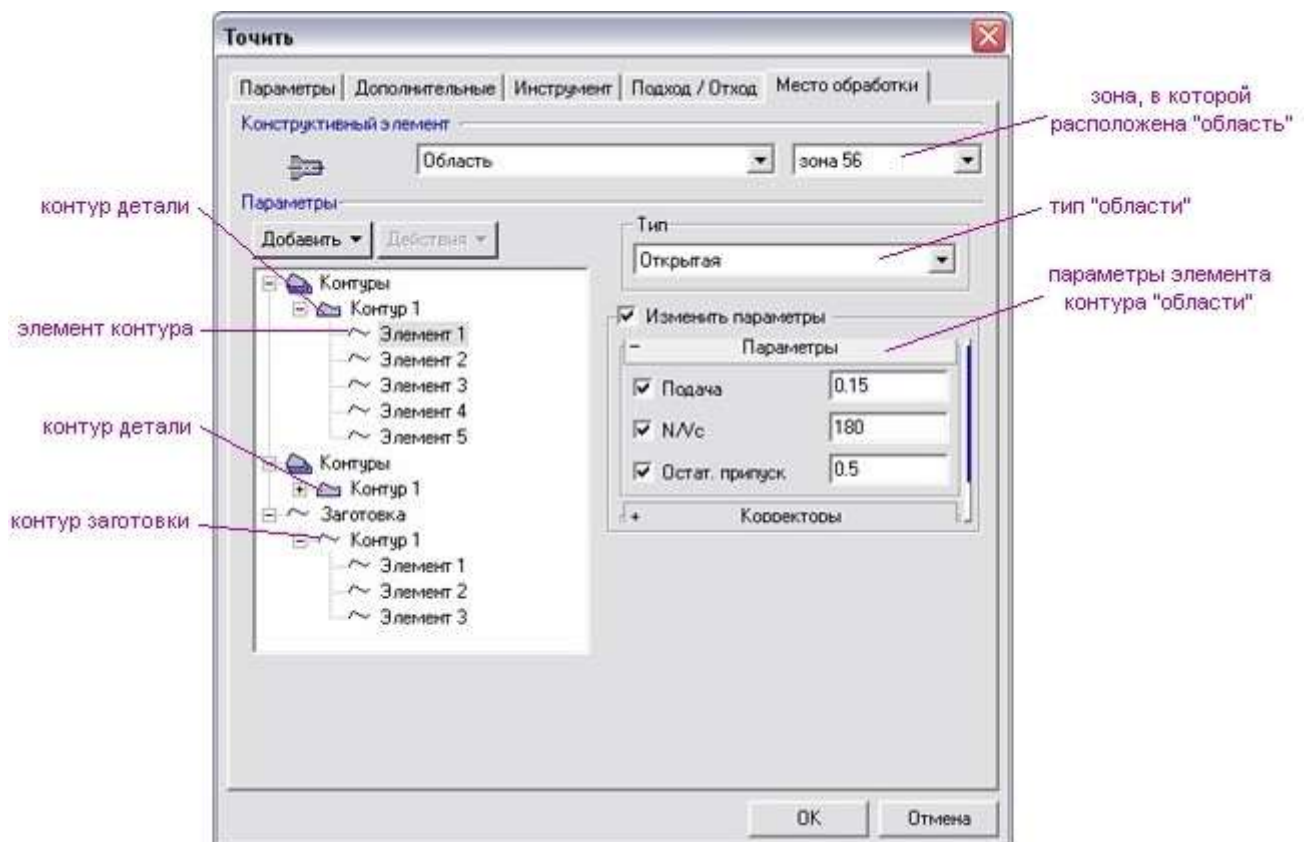 Точить
Параметры Дополнительные Инструмент Подход / Отход Место обработки
Конструктивный элемент
Область зона 56
зона, в которой
расположена "область"
Параметры
контур детали
Добавить Действия
Тип
Открытая
тип "области"
Контуры
Контур 1
параметры элемента
контура "области"
элемент контура
Элемент 1
Элемент 2
Элемент 3
Элемент 4
Элемент 5
Изменить параметры
Параметры
Подача 0.15
N/Vc 180
Остат. припуск 0.5
Корректоры
контур детали
Контуры
Контур 1
контур заготовки
Заготовка
Контур 1
Элемент 1
Элемент 2
Элемент 3
OK Отмена